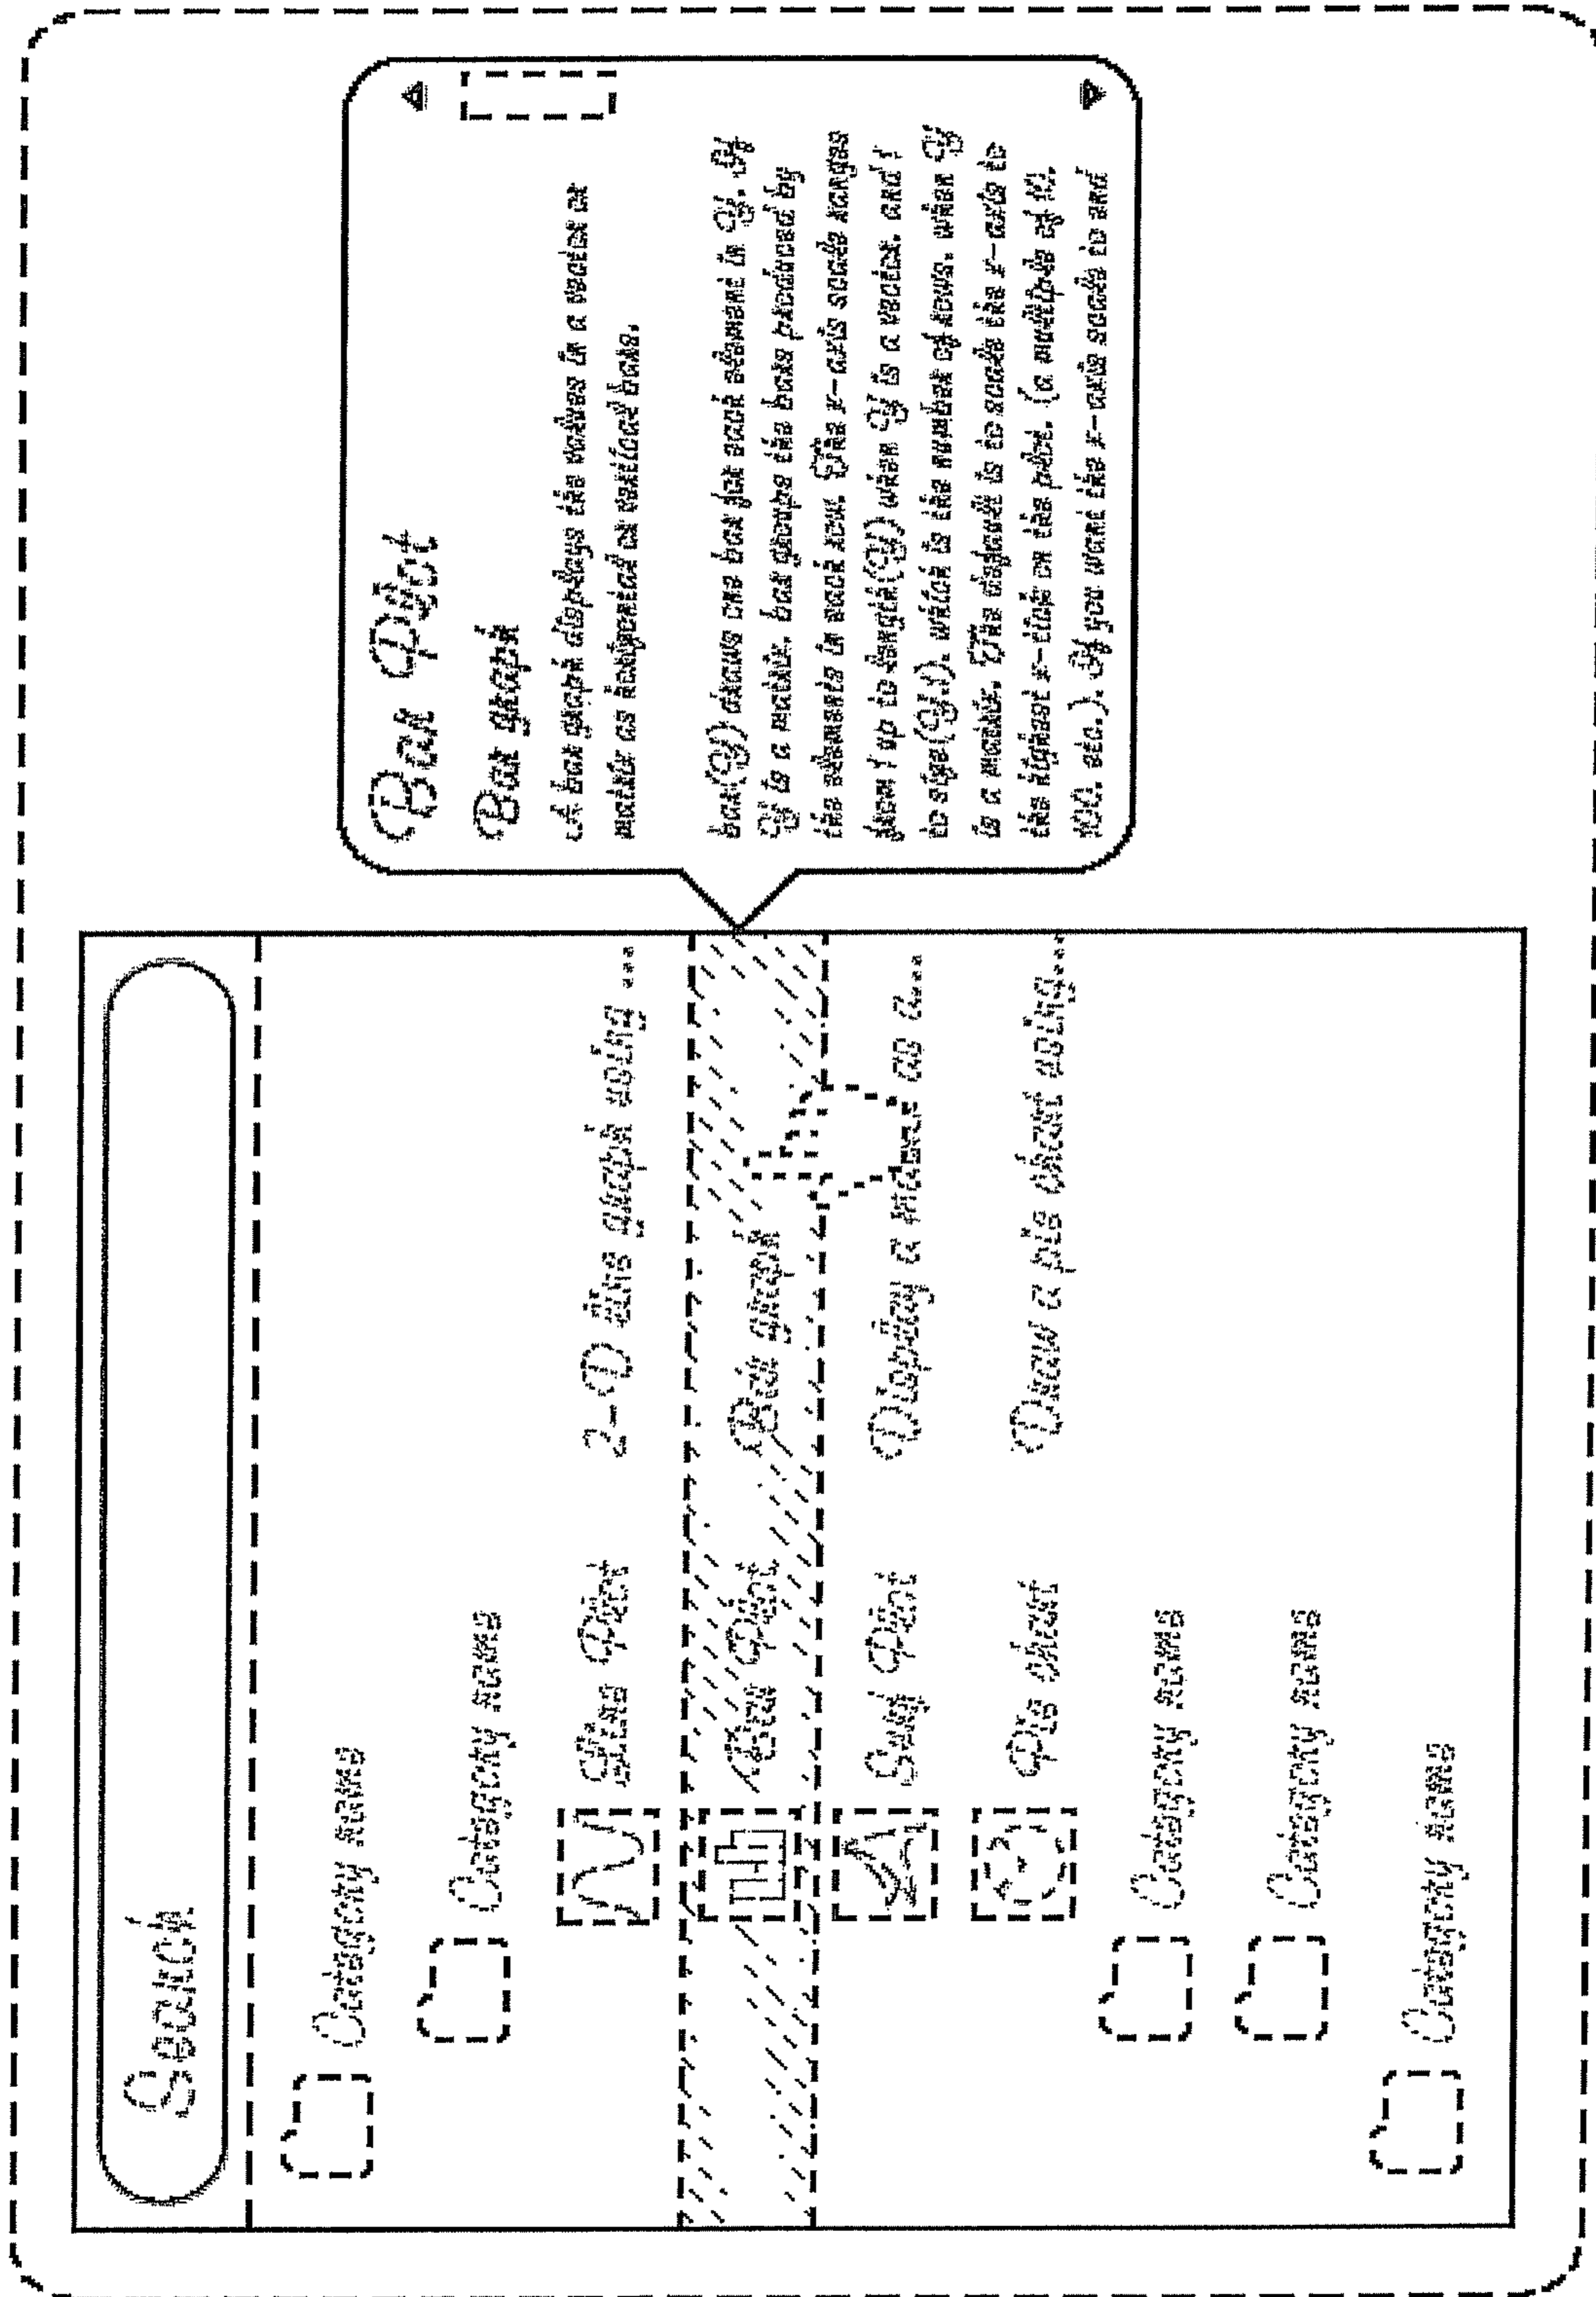 Search
Category name
Category name
Line Plot 2-D line graph using ...
Bar Plot Bar graph
Surf Plot Display a matrix as a...
Pie chart Draw a pie chart using...
Category name
Category name
Category name
Bar Plot
Bar graph
A bar graph displays the values in a vector or
matrix as horizontal or vertical bars.
bar(Y) draws one bar for each element in Y. If
Y is a matrix, bar groups the bars produced by
the elements in each row. The x-axis scale ranges
from 1 up to length(Y) when Y is a vector, and 1
to size(Y,1), which is the number of rows, when Y
is a matrix. The default is to scale the x-axis to
the highest x-tick on the plot, (a multiple of 10,
100, etc.). If you want the x-axis scale to end